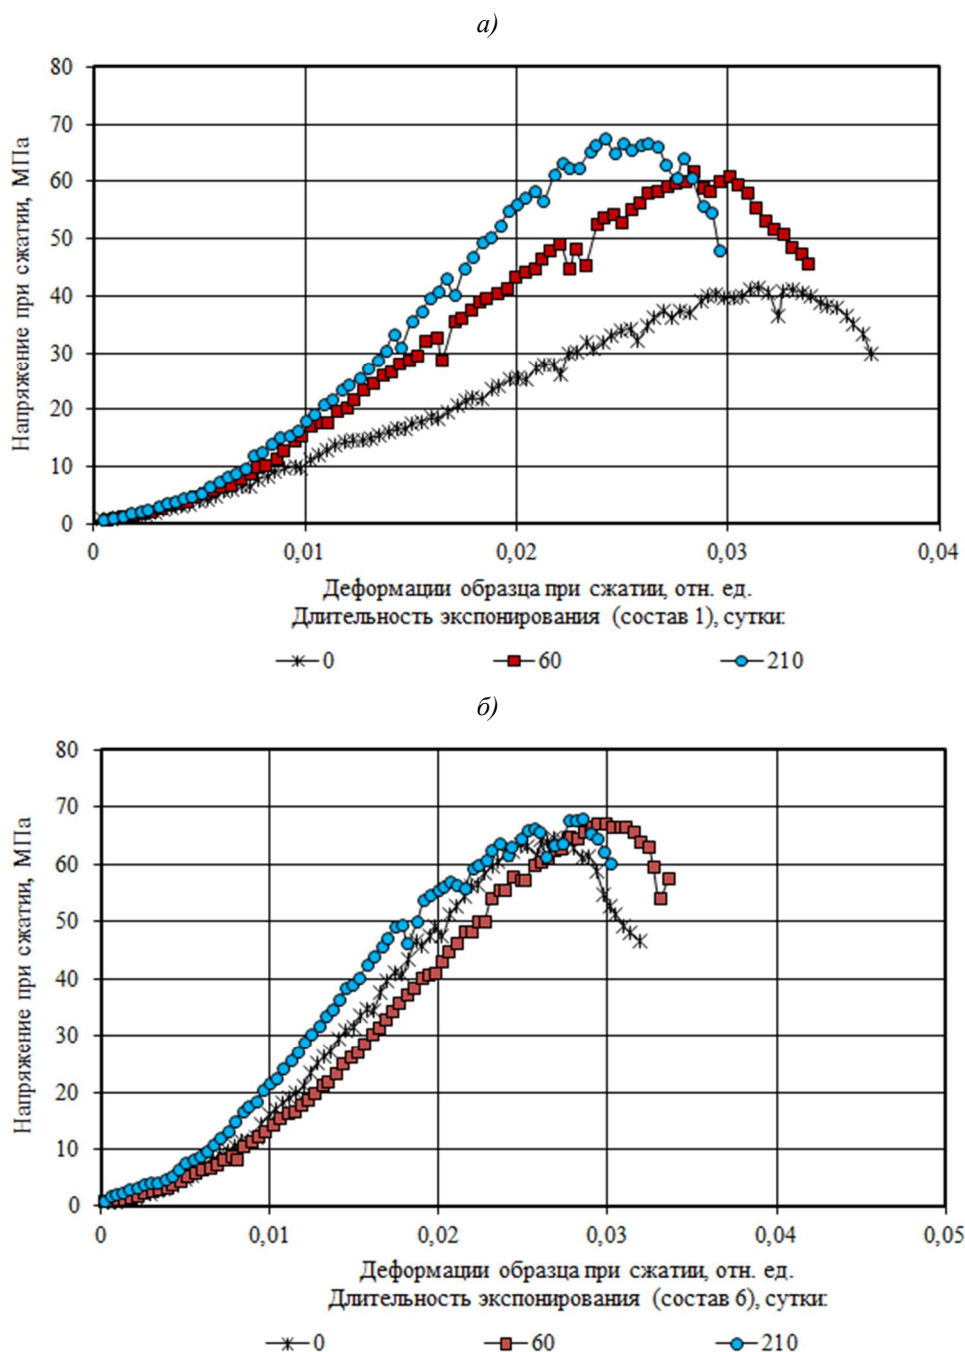 а)
80
70
60
50
40
30
20
10
0
Напряжение при сжатии, МПа
0 0,01 0,02 0,03 0,04
Деформации образца при сжатии, отн. ед.
Длительность экспонирования (состав 1), сутки:
0 60 210
б)
80
70
60
50
40
30
20
10
0
Напряжение при сжатии, МПа
0 0,01 0,02 0,03 0,04 0,05
Деформации образца при сжатии, отн. ед.
Длительность экспонирования (состав 6), сутки:
0 60 210